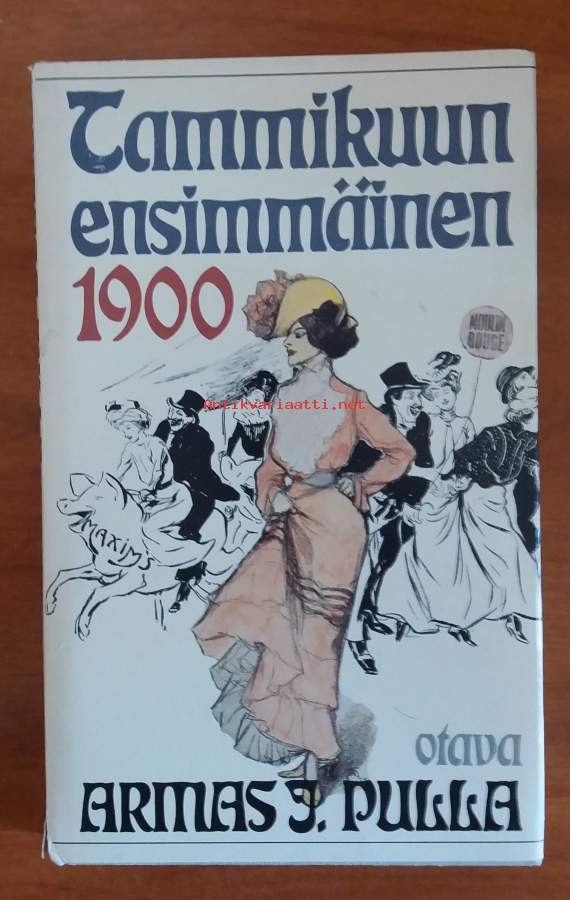 Tammikuun
ensimmäinen
1900
MOULIN
ROUGE
Antikvariaatti.net
MAXIMS
otava
ARMAS J. PULLA